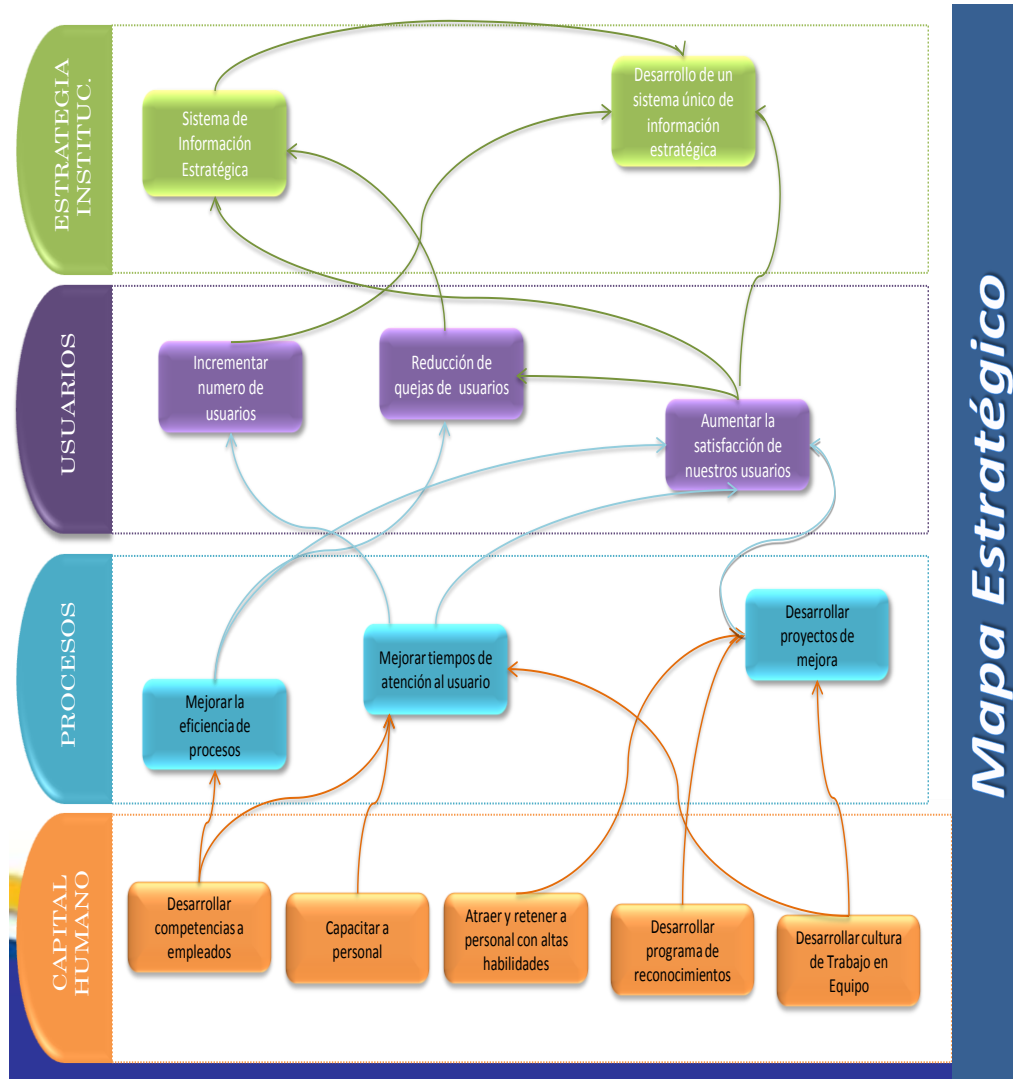 ESTRATEGIA
INSTITUC.
Sistema de
Información
Estratégica
Desarrollo de un
sistema único de
información
estratégica
USUARIOS
Incrementar
numero de
usuarios
Reducción de
quejas de usuarios
Aumentar la
satisfacción de
nuestros usuarios
PROCESOS
Mejorar la
eficiencia de
procesos
Mejorar tiempos de
atención al usuario
Desarrollar
proyectos de
mejora
CAPITAL
HUMANO
Desarrollar
competencias a
empleados
Capacitar a
personal
Atraer y retener a
personal con altas
habilidades
Desarrollar
programa de
reconocimientos
Desarrollar cultura
de Trabajo en
Equipo
Mapa Estratégico